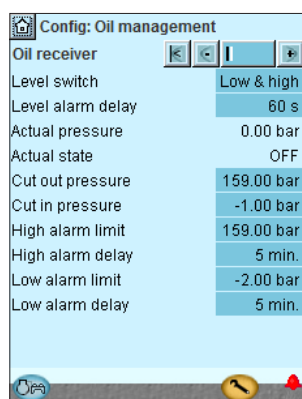 Config: Oil management
Oil receiver
Level switch Low & high
Level alarm delay 60 s
Actual pressure 0.00 bar
Actual state OFF
Cut out pressure 159.00 bar
Cut in pressure -1.00 bar
High alarm limit 159.00 bar
High alarm delay 5 min.
Low alarm limit -2.00 bar
Low alarm delay 5 min.